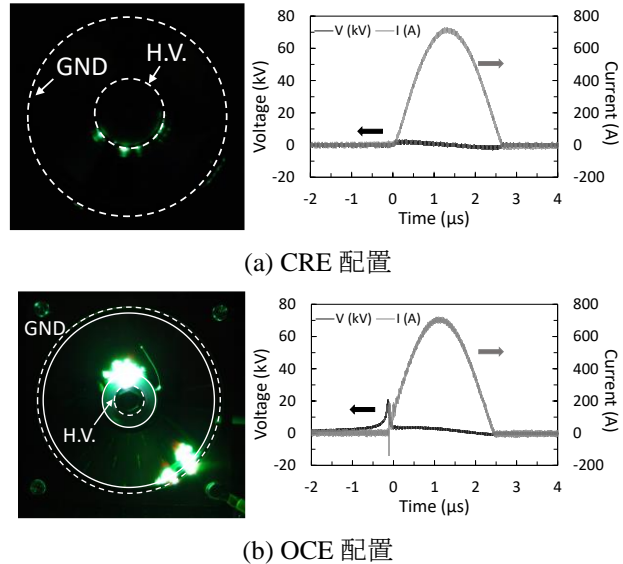 GND
H.V.
V (kV) I (A)
80
60
40
20
0
-20
Voltage (kV)
800
600
400
200
0
-200
Current (A)
-2 -1 0 1 2 3 4
Time (μs)
(a) CRE 配置
GND
H.V.
V (kV) I (A)
80
60
40
20
0
20
Voltage (kV)
800
600
400
200
0
200
Current (A)
-2 -1 0 1 2 3 4
Time (μs)
(b) OCE 配置